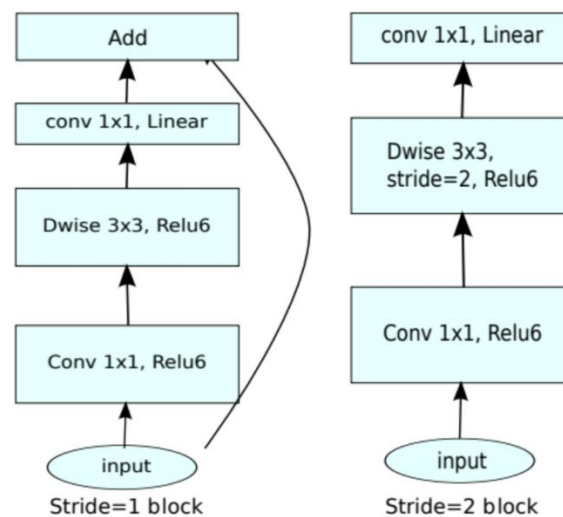 Add
conv 1x1, Linear
Dwise 3x3, Relu6
Conv 1x1, Relu6
input
Stride=1 block
conv 1x1, Linear
Dwise 3x3,
stride=2, Relu6
Conv 1x1, Relu6
input
Stride=2 block